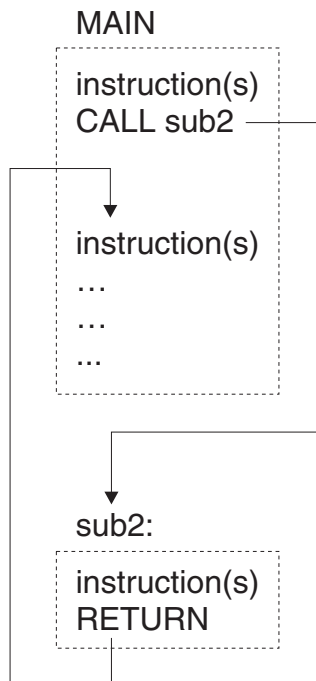 MAIN
instruction(s)
CALL sub2
instruction(s)
…
…
...
sub2:
instruction(s)
RETURN